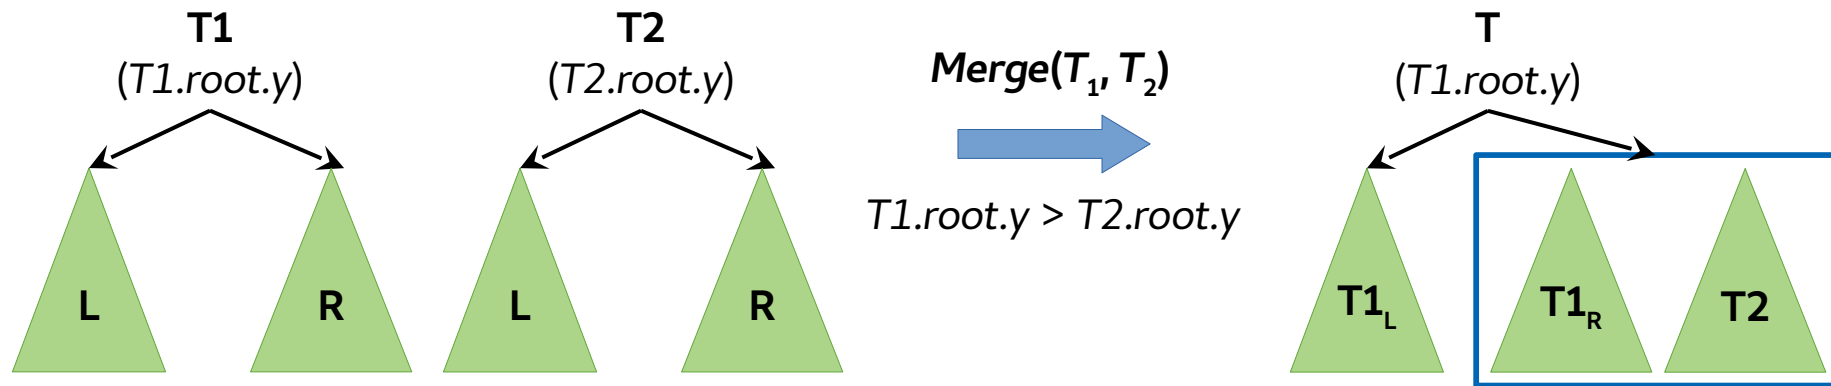 T1
(T1.root.y)
L
R
T2
(T2.root.y)
L
R
Merge(T₁, T₂)
T1.root.y > T2.root.y
T
(T1.root.y)
T1L
T1R
T2